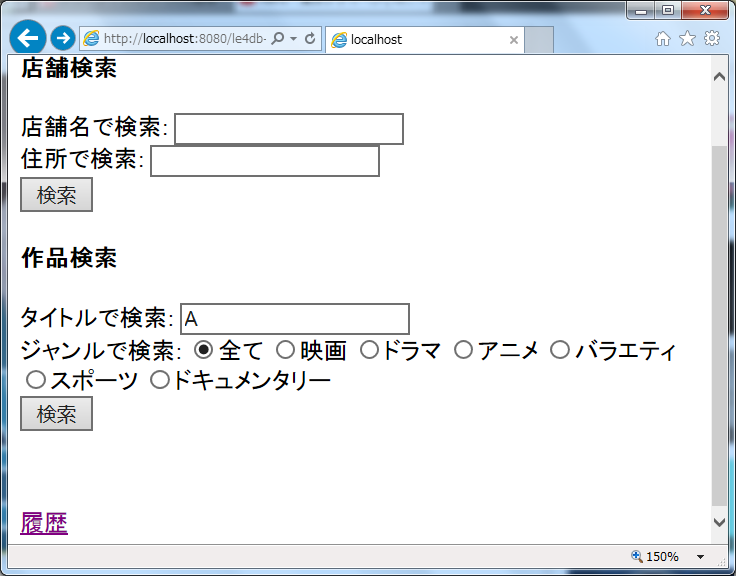 http://localhost:8080/le4db-
localhost
店舗検索
店舗名で検索:
住所で検索:
検索
作品検索
タイトルで検索: A
ジャンルで検索: 全て 映画 ドラマ アニメ バラエティ
スポーツ ドキュメンタリー
検索
履歴
150%